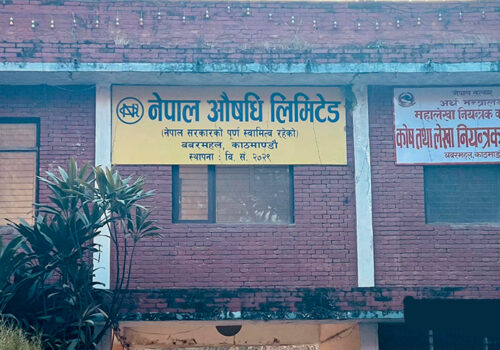 नेपाल औषधि लिमिटेड
(नेपाल सरकारको पूर्ण स्वामित्व रहेको)
बबरमहल, काठमाण्डौ
स्थापना : वि. सं. २०२९
नेपाल सरकार
अर्थ मन्त्रालय
महालेखा नियन्त्रक
कोष तथा लेखा नियन्त्रक
बबरमहल, काठमाडौं